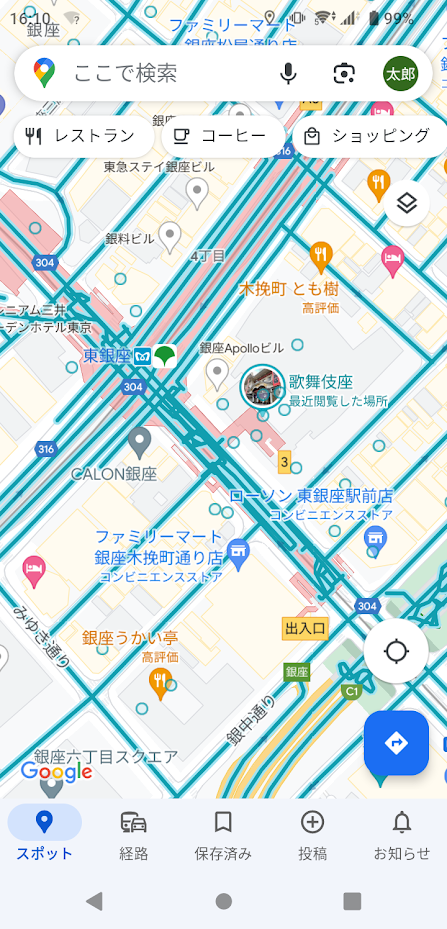 16:10
99%
銀座
ファミリーマート
銀座松屋通り店
ここで検索
太郎
レストラン
コーヒー
ショッピング
316
東急ステイ銀座ビル
銀料ビル
4丁目
304
木挽町 とも樹
高評価
レニアム三井
ーデンホテル東京
東銀座
銀座Apolloビル
304
歌舞伎座
最近閲覧した場所
316
CALON銀座
3
ローソン 東銀座駅前店
コンビニエンスストア
ファミリーマート
銀座木挽町通り店
コンビニエンスストア
304
みゆき通り
出入口
銀座うかい亭
高評価
銀座
C1
銀中通り
銀座六丁目スクエア
Google
スポット
経路
保存済み
投稿
お知らせ